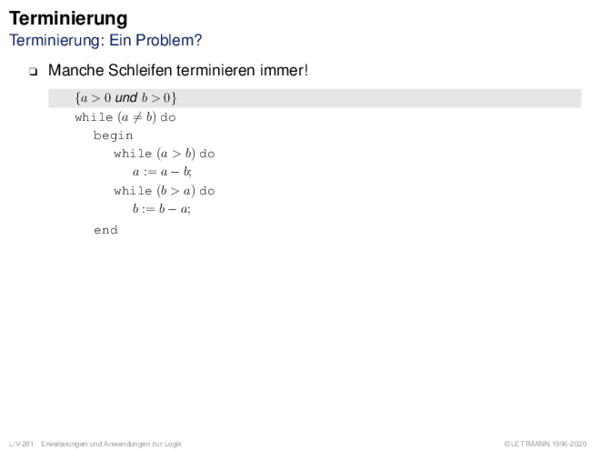 Terminierung
Terminierung: Ein Problem?
❏ Manche Schleifen terminieren immer!
{a > 0 und b > 0}
while (a ≠ b) do
begin
while (a > b) do
a := a − b;
while (b > a) do
b := b − a;
end
L:V-281 Erweiterungen und Anwendungen zur Logik
©LETTMANN 1996-2020